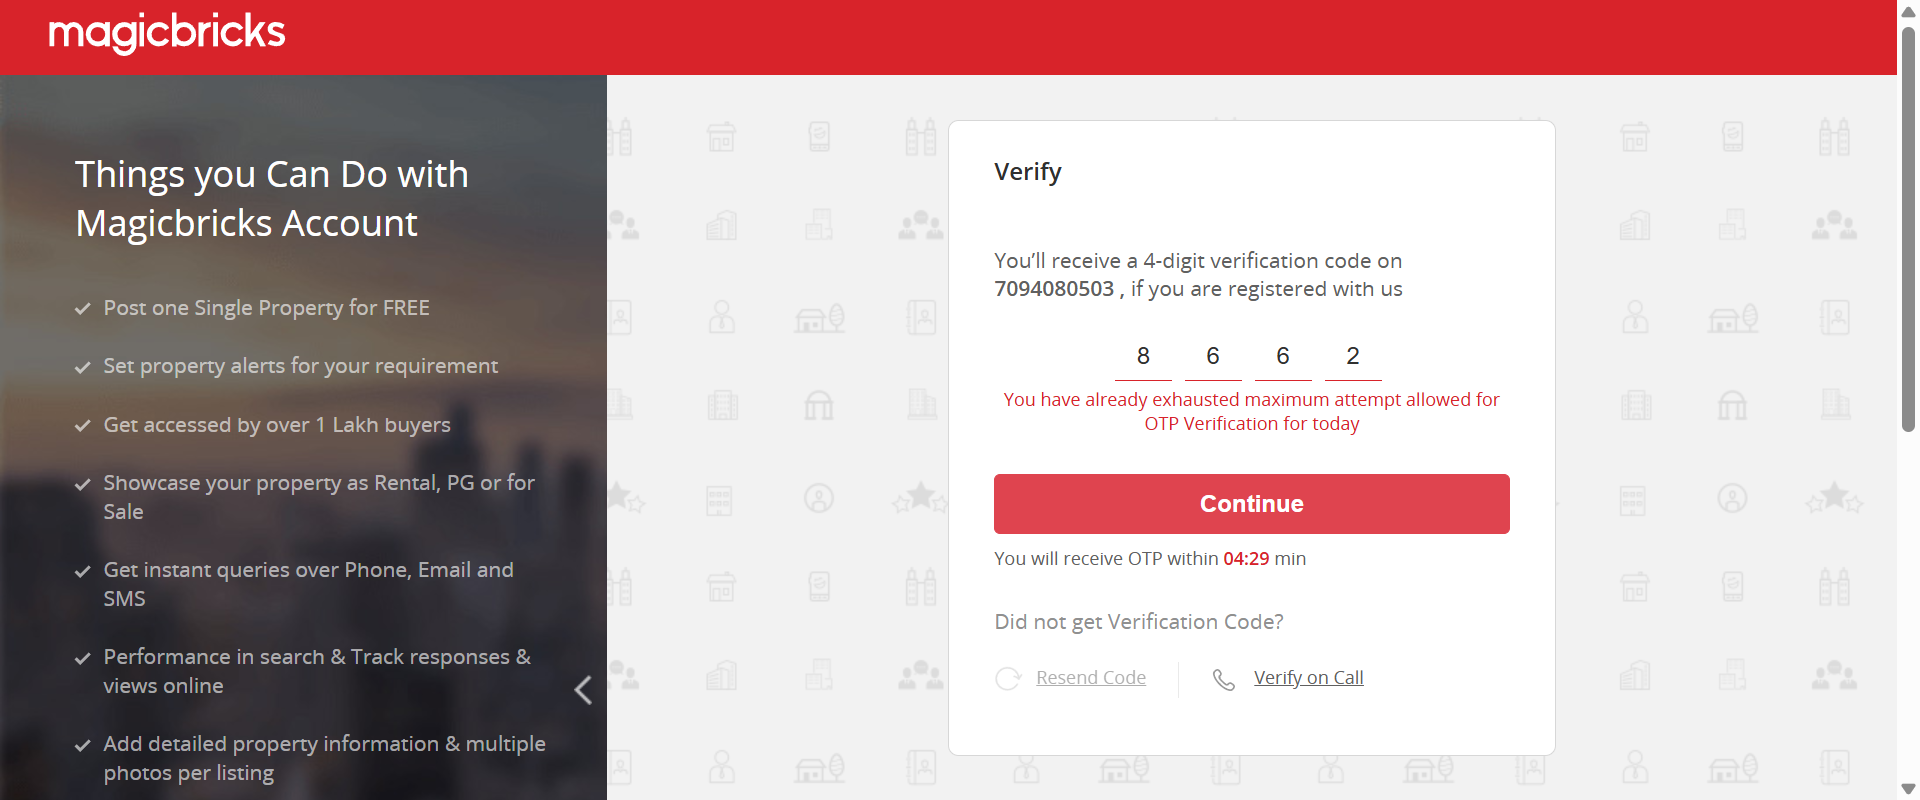 magicbricks
Things you Can Do with
Magicbricks Account
Post one Single Property for FREE
Set property alerts for your requirement
Get accessed by over 1 Lakh buyers
Showcase your property as Rental, PG or for
Sale
Get instant queries over Phone, Email and
SMS
Performance in search & Track responses &
views online
Add detailed property information & multiple
photos per listing
Verify
You’ll receive a 4-digit verification code on
7094080503 , if you are registered with us
8 6 6 2
You have already exhausted maximum attempt allowed for
OTP Verification for today
Continue
You will receive OTP within 04:29 min
Did not get Verification Code?
Resend Code
Verify on Call